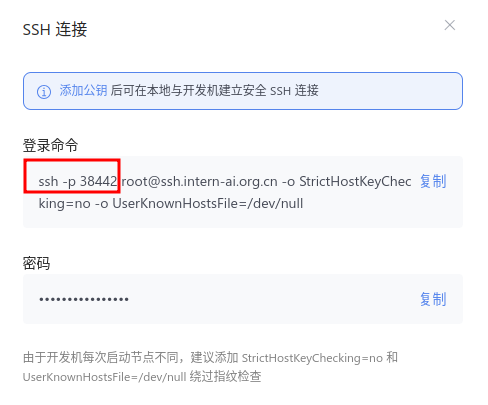 SSH 连接
添加公钥 后可在本地与开发机建立安全 SSH 连接
登录命令
ssh -p 38442 root@ssh.intern-ai.org.cn -o StrictHostKeyChec 复制
king=no -o UserKnownHostsFile=/dev/null
密码
•••••••••••••••• 复制
由于开发机每次启动节点不同，建议添加 StrictHostKeyChecking=no 和
UserKnownHostsFile=/dev/null 绕过指纹检查